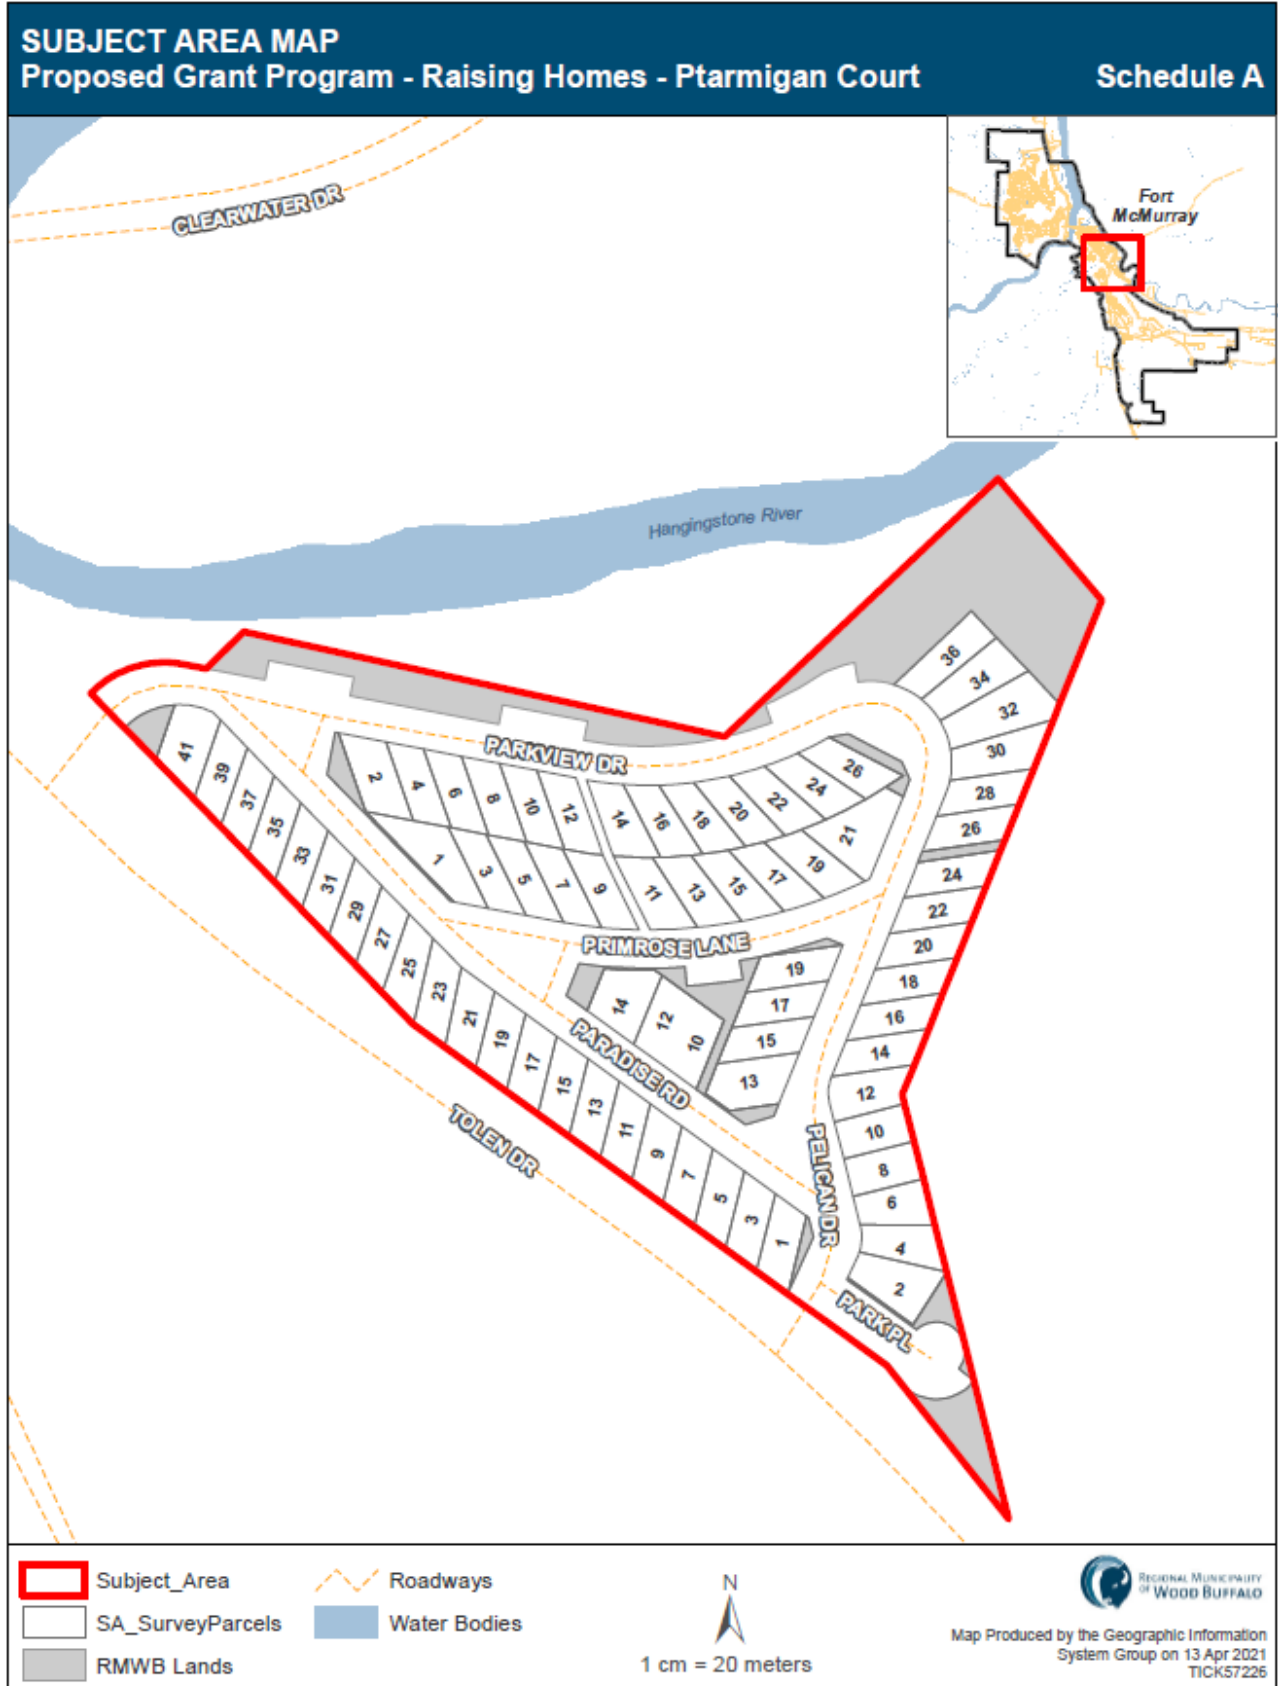 SUBJECT AREA MAP
Proposed Grant Program - Raising Homes - Ptarmigan Court
Schedule A
CLEARWATER DR
Fort
McMurray
Hangingstone River
36
34
32
30
28
26
24
22
20
18
16
14
12
10
8
6
4
2
PARKVIEW DR
2
4
6
8
10
12
14
16
18
20
22
24
26
1
3
5
7
9
11
13
15
17
19
21
PRIMROSE LANE
14
12
10
19
17
15
13
PARADISE RD
41
39
37
35
33
31
29
27
25
23
21
19
17
15
13
11
9
7
5
3
1
TOLEN DR
PELICAN DR
PARK PL
Subject_Area
SA_SurveyParcels
RMWB Lands
Roadways
Water Bodies
N
1 cm = 20 meters
REGIONAL MUNICIPALITY
OF WOOD BUFFALO
Map Produced by the Geographic Information
System Group on 13 Apr 2021
TICK57226